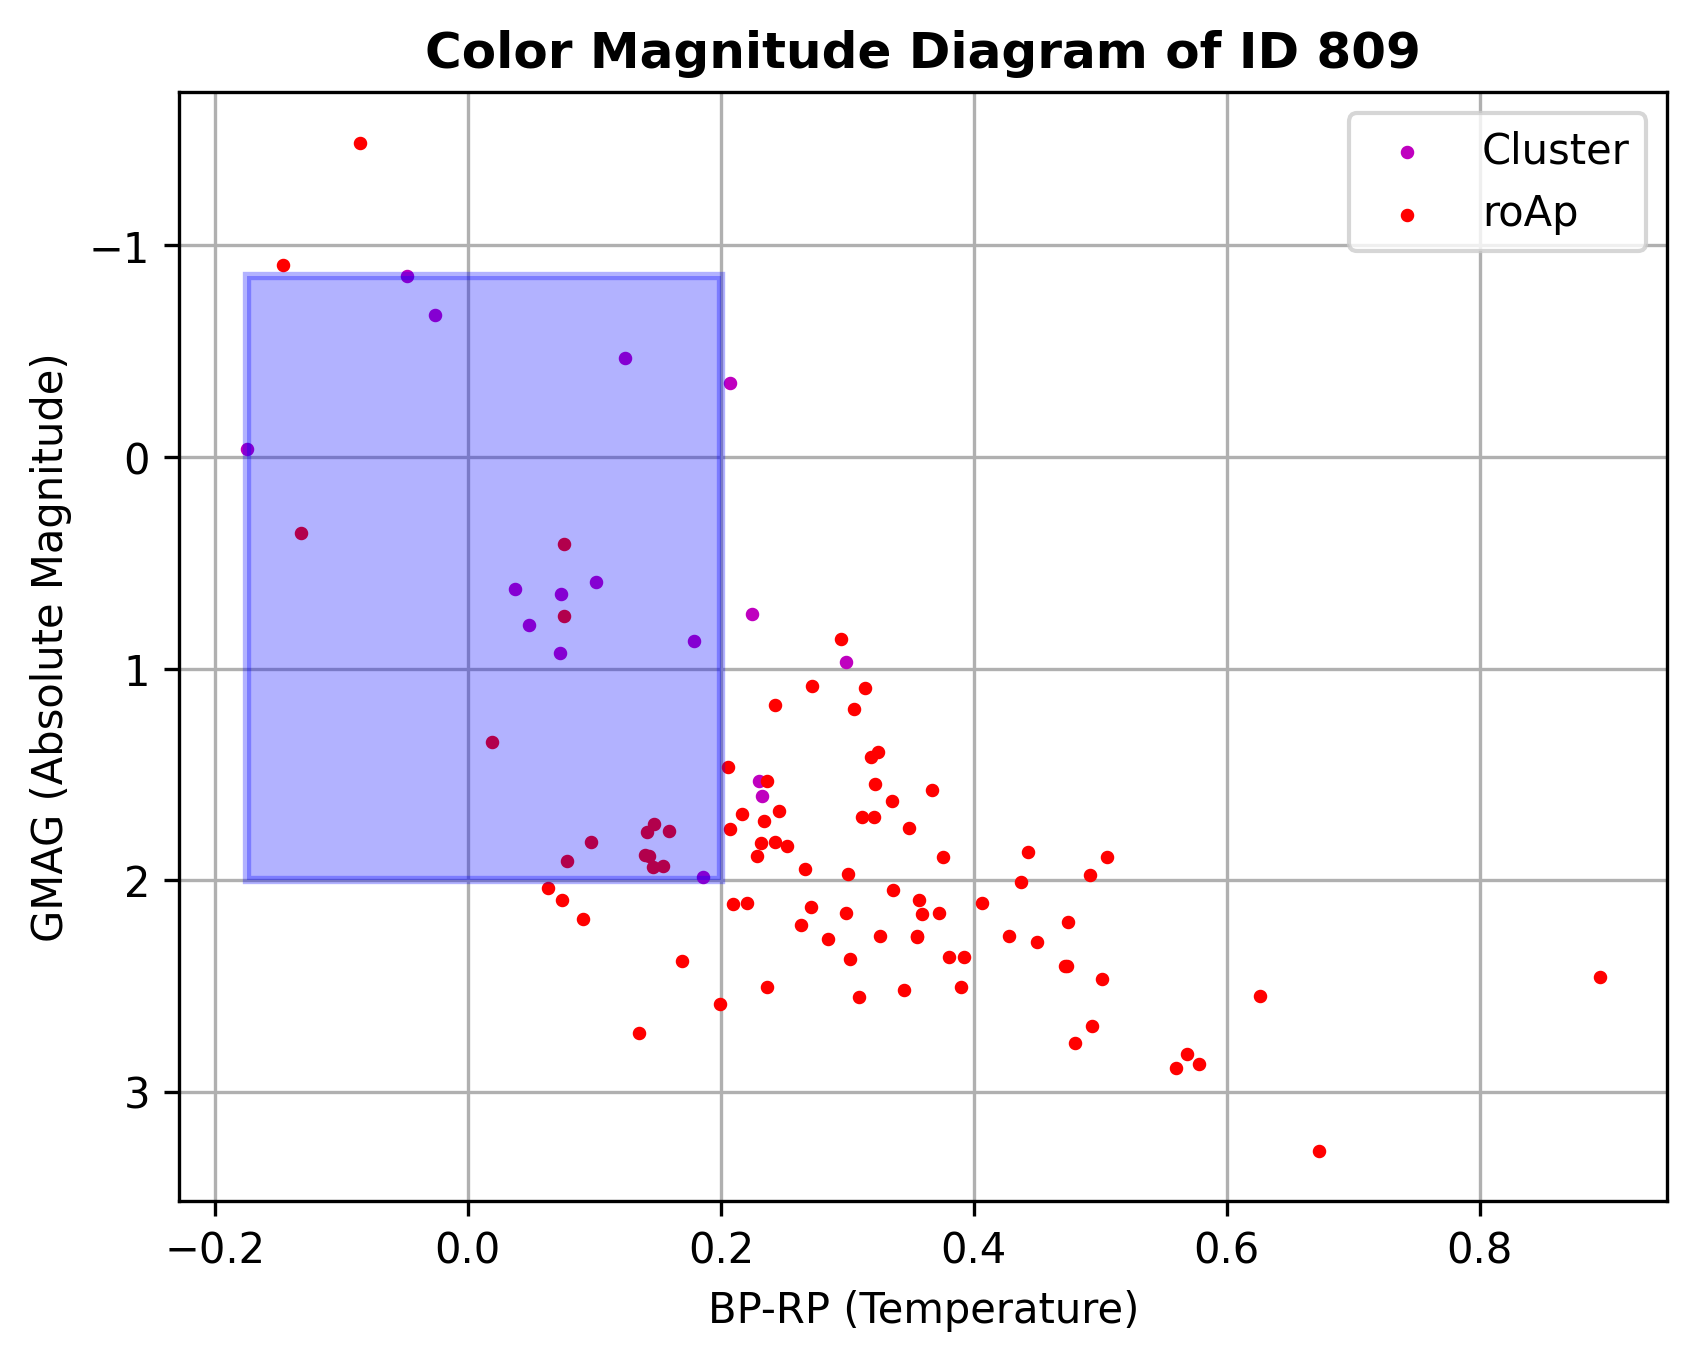 Color Magnitude Diagram of ID 809
Cluster
roAp
GMAG (Absolute Magnitude)
−1
0
1
2
3
−0.2 0.0 0.2 0.4 0.6 0.8
BP-RP (Temperature)